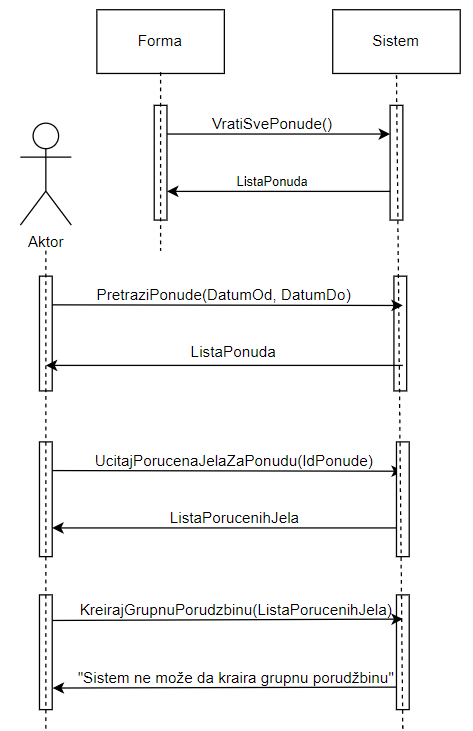 Forma
Sistem
VratiSvePonude()
ListaPonuda
Aktor
PretraziPonude(DatumOd, DatumDo)
ListaPonuda
UcitajPorucenaJelaZaPonudu(IdPonude)
ListaPorucenihJela
KreirajGrupnuPorudzbinu(ListaPorucenihJela)
"Sistem ne može da kraira grupnu porudžbinu"